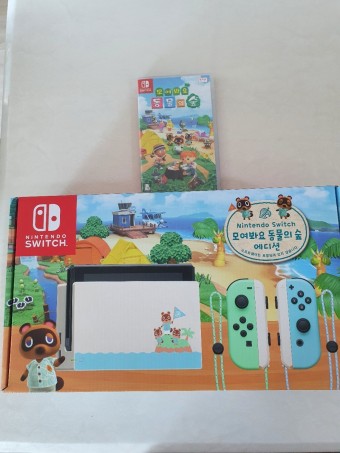 모여봐요
동물의 숲
NINTENDO
SWITCH
Nintendo Switch
모여봐요 동물의 숲
에디션